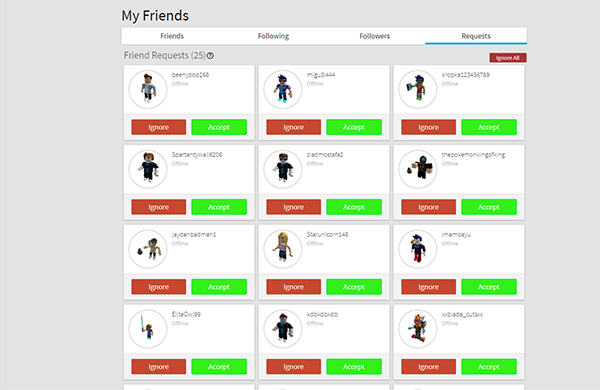 My Friends
Friends Following Followers Requests
Friend Requests (25)
Ignore All
beenyboo268 migu3l444 kropka123456789
Offline Offline Offline
Ignore Accept Ignore Accept Ignore Accept
Spartantywall6206 ziadmostafa2 thepokemonkingofking
Offline Offline Offline
Ignore Accept Ignore Accept Ignore Accept
jaydenbadman1 Starunicorn148 imambayu
Offline Offline Offline
Ignore Accept Ignore Accept Ignore Accept
EliteOwl99 kdbkdbkdb xxblade_cutsxx
Offline Offline Offline
Ignore Accept Ignore Accept Ignore Accept